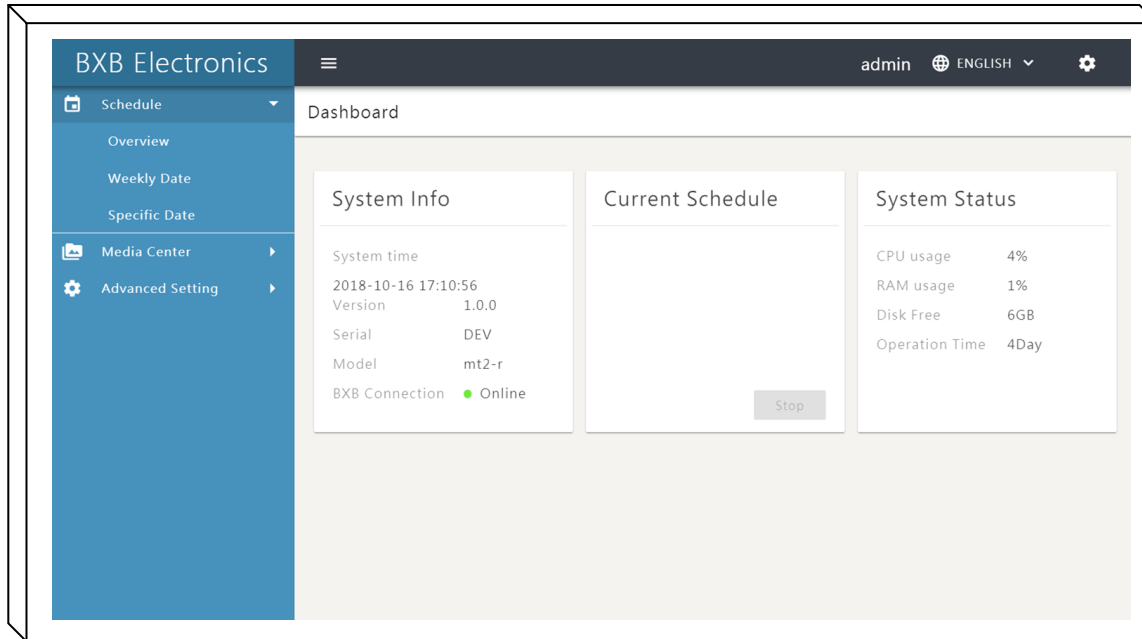 BXB Electronics
admin ENGLISH
Schedule
Overview
Weekly Date
Specific Date
Media Center
Advanced Setting
Dashboard
System Info
System time
2018-10-16 17:10:56
Version 1.0.0
Serial DEV
Model mt2-r
BXB Connection Online
Current Schedule
Stop
System Status
CPU usage 4%
RAM usage 1%
Disk Free 6GB
Operation Time 4Day